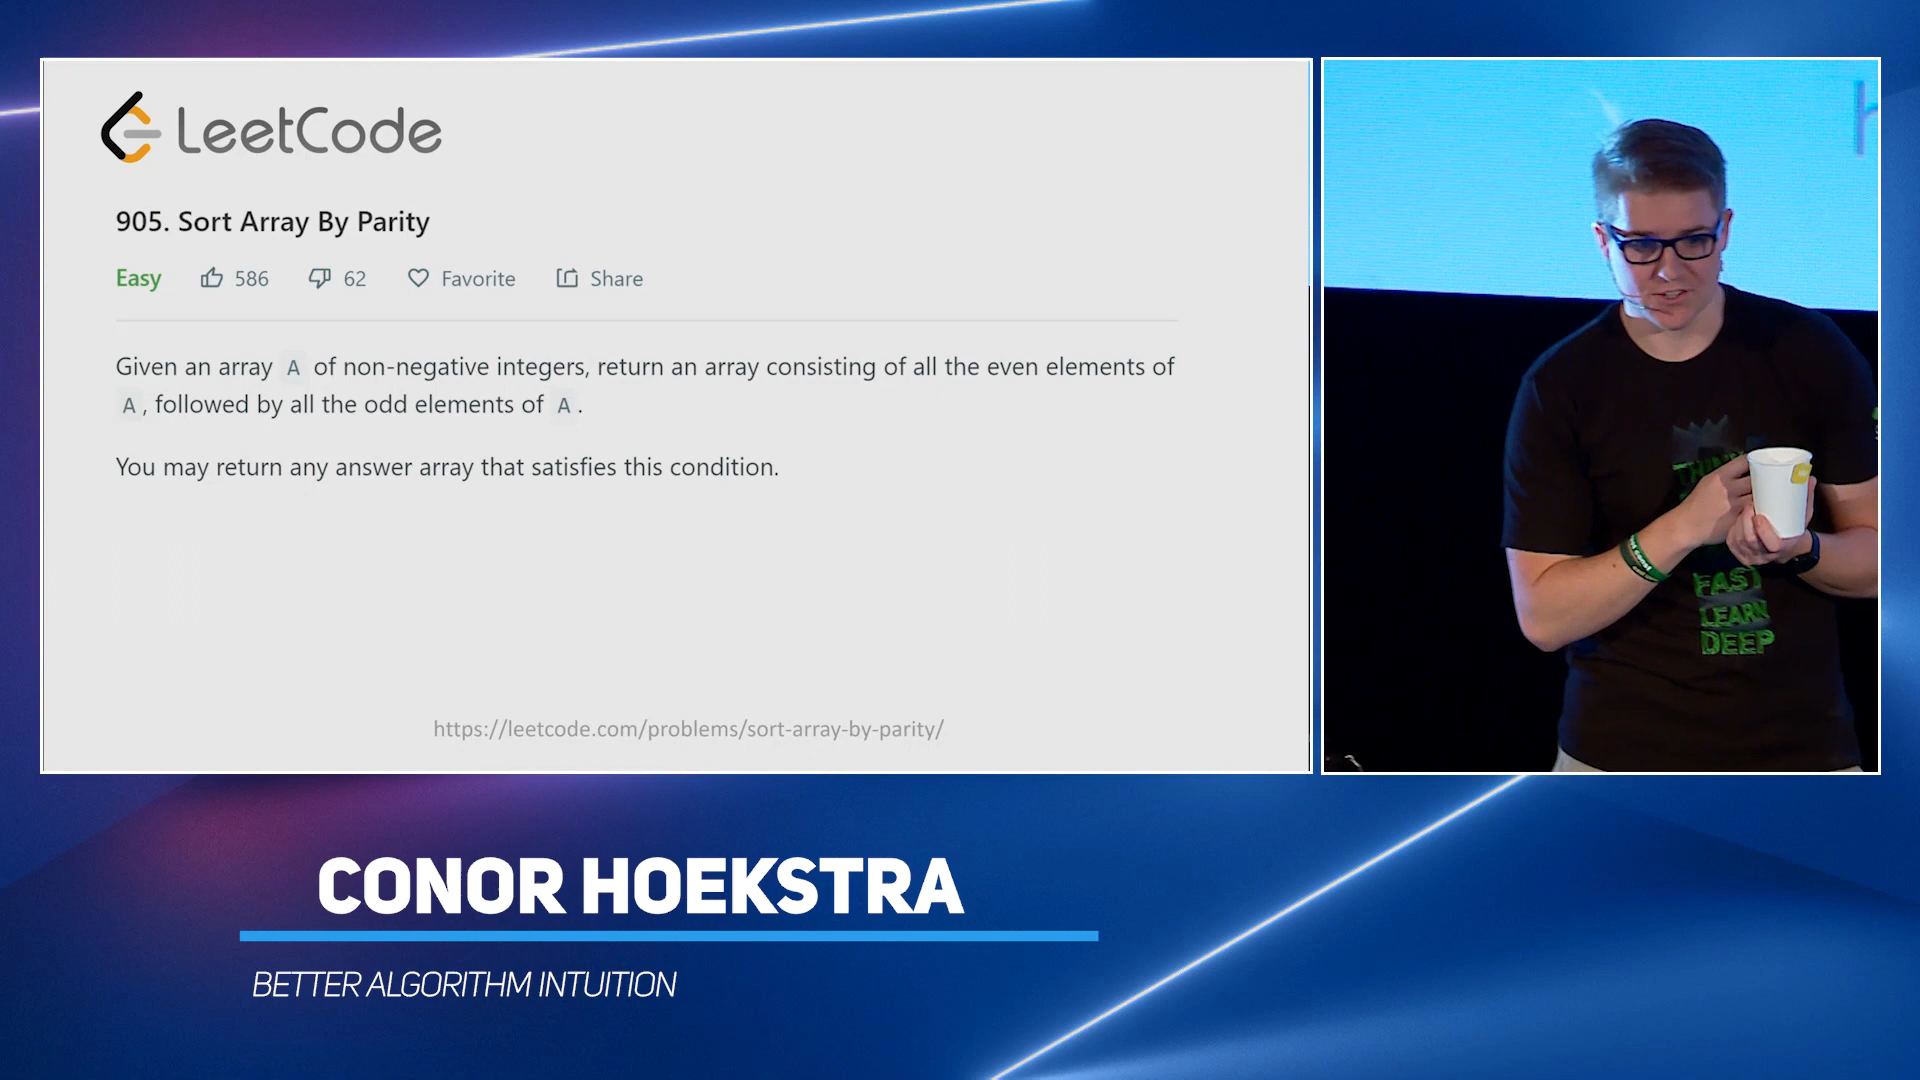 LeetCode
905. Sort Array By Parity
Easy 586 62 Favorite Share
Given an array A of non-negative integers, return an array consisting of all the even elements of
A, followed by all the odd elements of A.
You may return any answer array that satisfies this condition.
https://leetcode.com/problems/sort-array-by-parity/
FAST
LEARN
DEEP
CONOR HOEKSTRA
BETTER ALGORITHM INTUITION